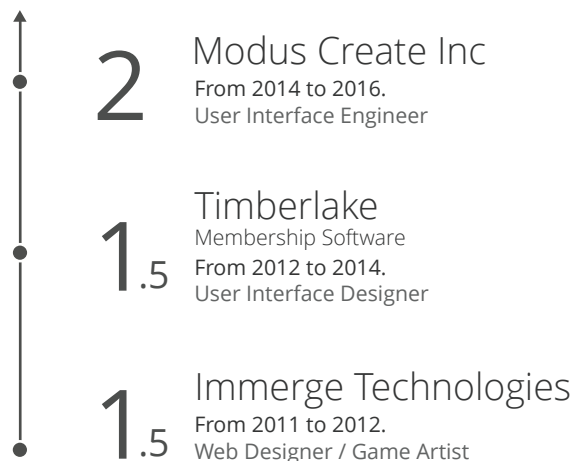 2
Modus Create Inc
From 2014 to 2016.
User Interface Engineer
1.5
Timberlake
Membership Software
From 2012 to 2014.
User Interface Designer
1.5
Immerge Technologies
From 2011 to 2012.
Web Designer / Game Artist